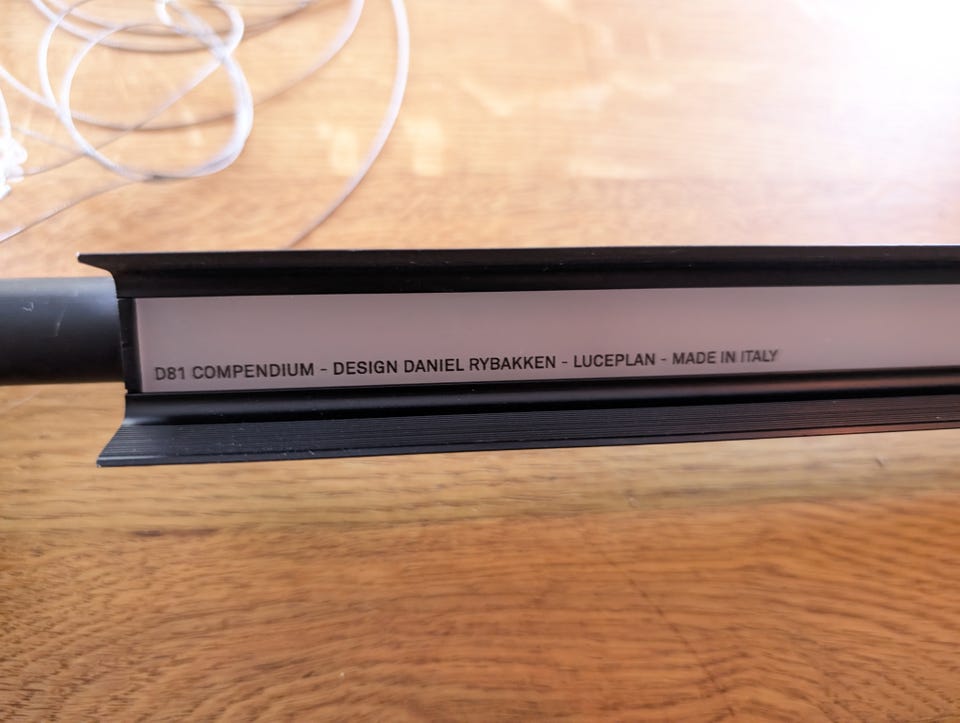 D81 COMPENDIUM - DESIGN DANIEL RYBAKKEN - LUCEPLAN - MADE IN ITALY